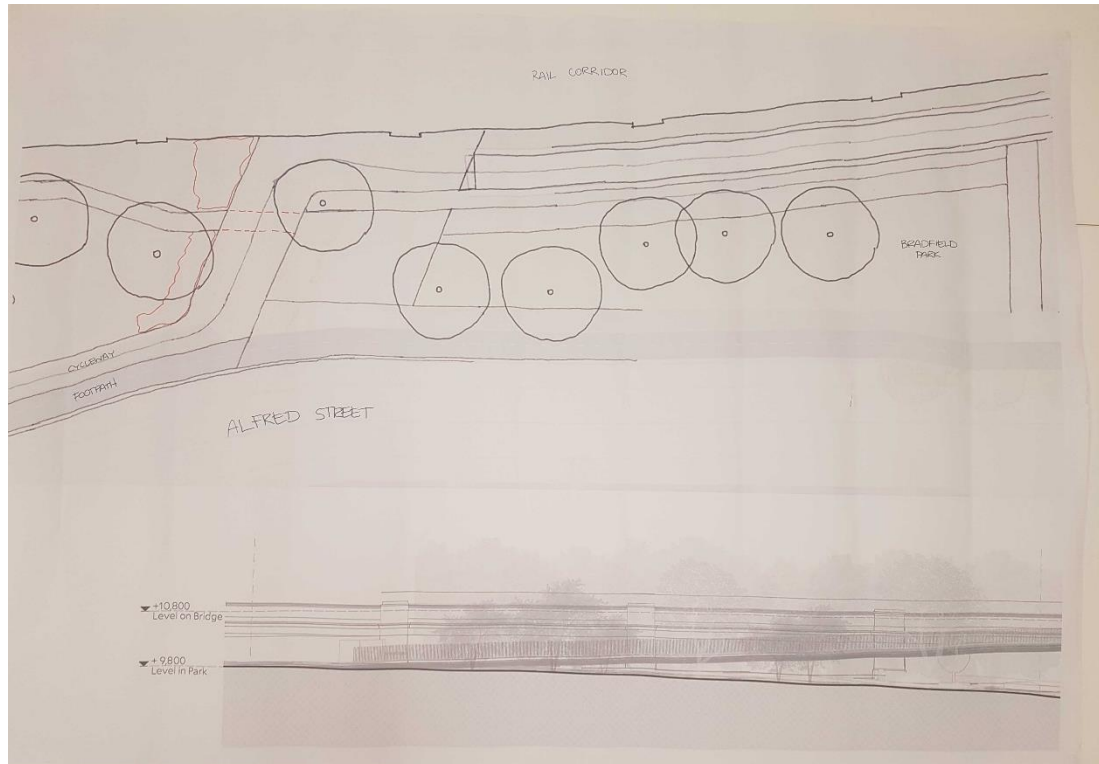 RAIL CORRIDOR
BRADFIELD
PARK
CYCLEWAY
FOOTPATH
ALFRED STREET
+10,800
Level on Bridge
+9,800
Level in Park